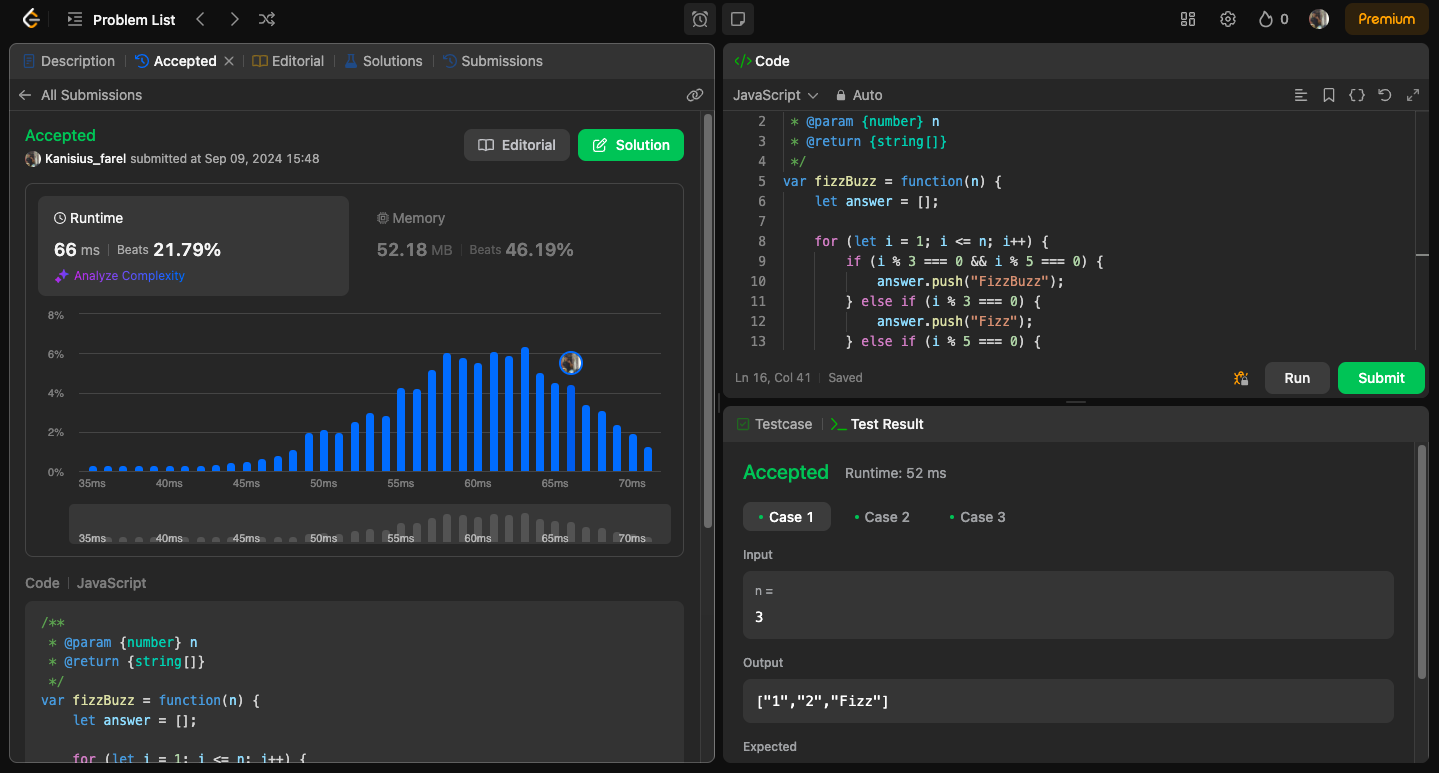 Problem List
0
Premium
Description
Accepted
Editorial
Solutions
Submissions
All Submissions
Accepted
Kanisius_farel submitted at Sep 09, 2024 15:48
Editorial
Solution
Runtime
66 ms
Beats 21.79%
Analyze Complexity
Memory
52.18 MB
Beats 46.19%
8%
6%
4%
2%
0%
35ms 40ms 45ms 50ms 55ms 60ms 65ms 70ms
35ms 40ms 45ms 50ms 55ms 60ms 65ms 70ms
Code
JavaScript
/**
* @param {number} n
* @return {string[]}
*/
var fizzBuzz = function(n) {
let answer = [];
for (let i = 1; i <= n; i++) {
</> Code
JavaScript
Auto
2 * @param {number} n
3 * @return {string[]}
4 */
5 var fizzBuzz = function(n) {
6 let answer = [];
7
8 for (let i = 1; i <= n; i++) {
9 if (i % 3 === 0 && i % 5 === 0) {
10 answer.push("FizzBuzz");
11 } else if (i % 3 === 0) {
12 answer.push("Fizz");
13 } else if (i % 5 === 0) {
Ln 16, Col 41
Saved
Run
Submit
Testcase
Test Result
Accepted
Runtime: 52 ms
Case 1
Case 2
Case 3
Input
n =
3
Output
["1","2","Fizz"]
Expected